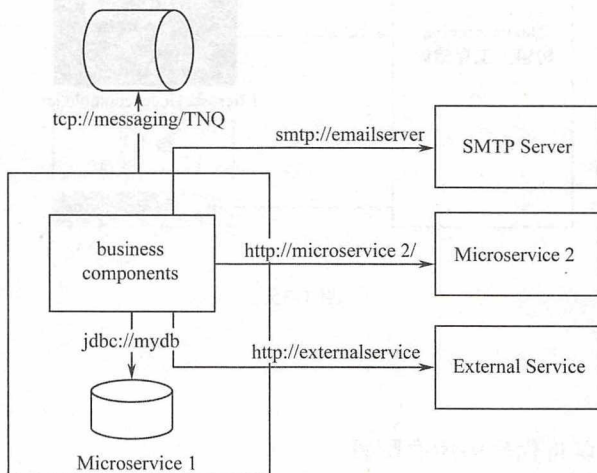 tcp://messaging/TNQ
smtp://emailserver
SMTP Server
business
components
http://microservice 2/
Microservice 2
jdbc://mydb
http://externalservice
External Service
Microservice 1